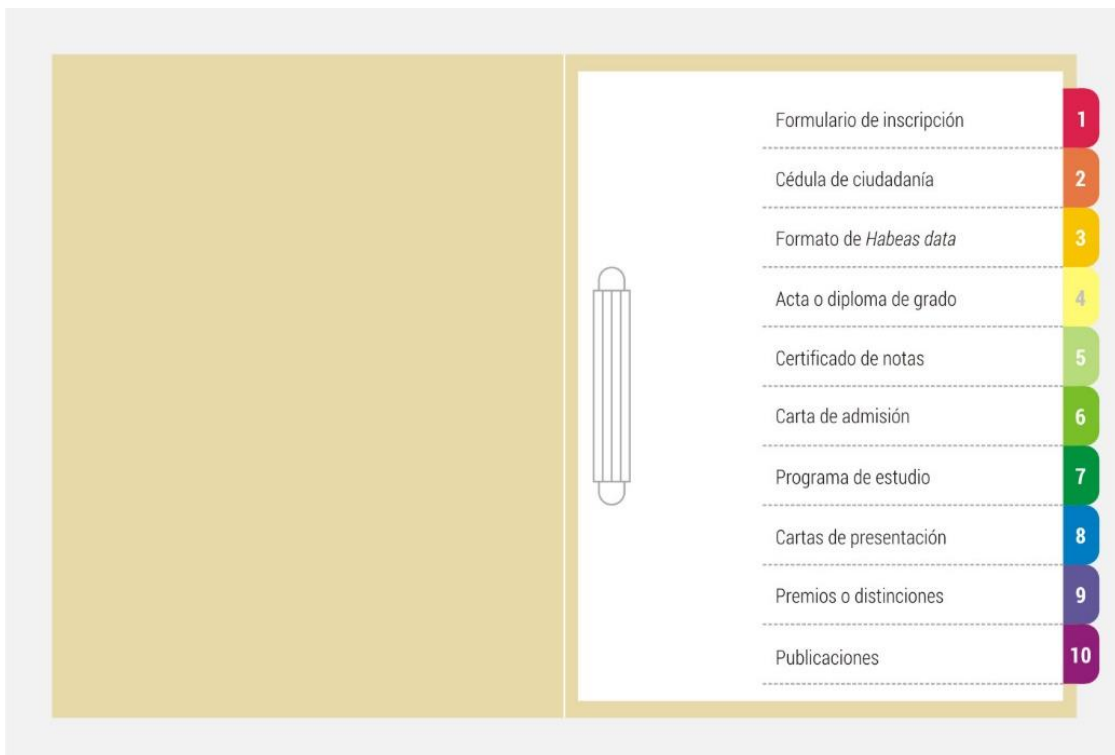 Formulario de inscripción 1
Cédula de ciudadanía 2
Formato de Habeas data 3
Acta o diploma de grado 4
Certificado de notas 5
Carta de admisión 6
Programa de estudio 7
Cartas de presentación 8
Premios o distinciones 9
Publicaciones 10